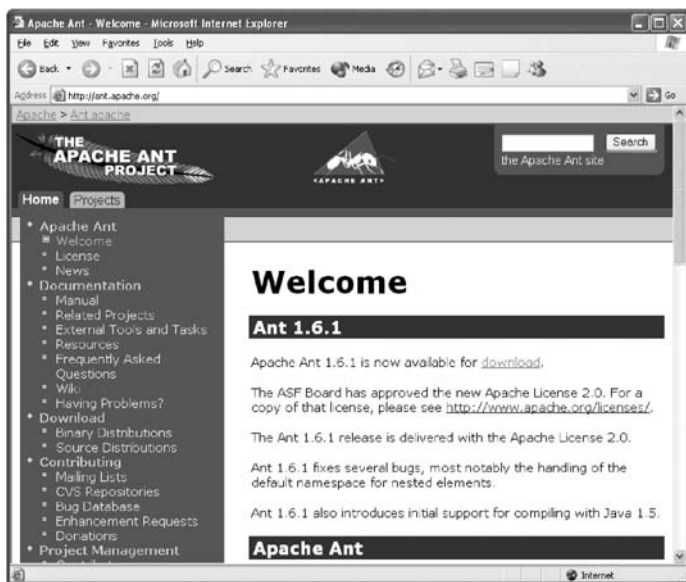 Apache Ant - Welcome - Microsoft Internet Explorer
File Edit View Favorites Tools Help
Back Search Favorites Media
Address http://ant.apache.org/ Go
Apache > Ant.apache
THE
APACHE ANT
PROJECT
<APACHE ANT>
Search
the Apache Ant site
Home Projects
Apache Ant
Welcome
License
News
Documentation
Manual
Related Projects
External Tools and Tasks
Resources
Frequently Asked
Questions
Wiki
Having Problems?
Download
Binary Distributions
Source Distributions
Contributing
Mailing Lists
CVS Repositories
Bug Database
Enhancement Requests
Donations
Project Management
Welcome
Ant 1.6.1
Apache Ant 1.6.1 is now available for download.
The ASF Board has approved the new Apache License 2.0. For a
copy of that license, please see http://www.apache.org/licenses/.
The Ant 1.6.1 release is delivered with the Apache License 2.0.
Ant 1.6.1 fixes several bugs, most notably the handing of the
default namespace for nested elements.
Ant 1.6.1 also introduces initial support for compiling with Java 1.5.
Apache Ant
Internet